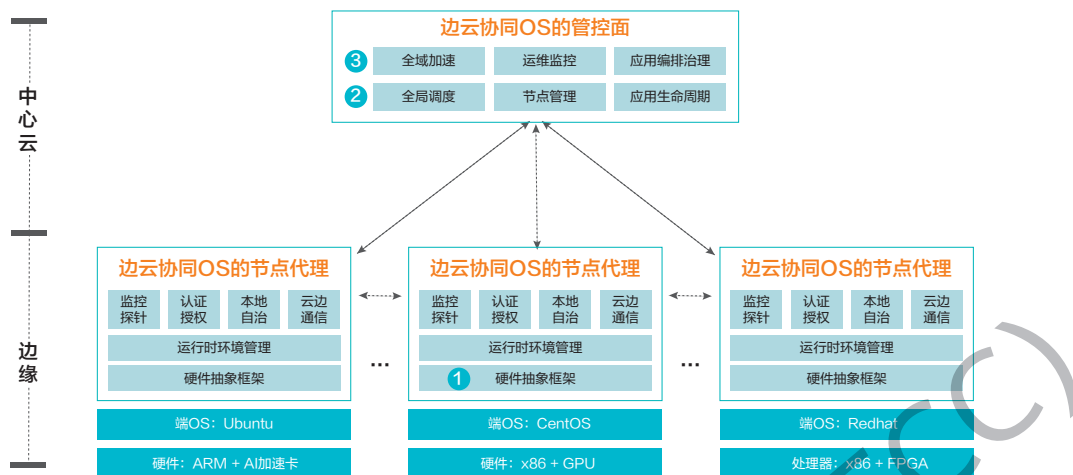 边云协同OS的管控面
3 全域加速 运维监控 应用编排治理
2 全局调度 节点管理 应用生命周期
中心云
边云协同OS的节点代理 边云协同OS的节点代理 边云协同OS的节点代理
监控探针 认证授权 本地自治 云边通信 监控探针 认证授权 本地自治 云边通信 监控探针 认证授权 本地自治 云边通信
运行时环境管理 运行时环境管理 运行时环境管理
... ...
硬件抽象框架 1 硬件抽象框架 硬件抽象框架
边缘
端OS：Ubuntu 端OS：CentOS 端OS：Redhat
硬件：ARM + AI加速卡 硬件：x86 + GPU 处理器：x86 + FPGA